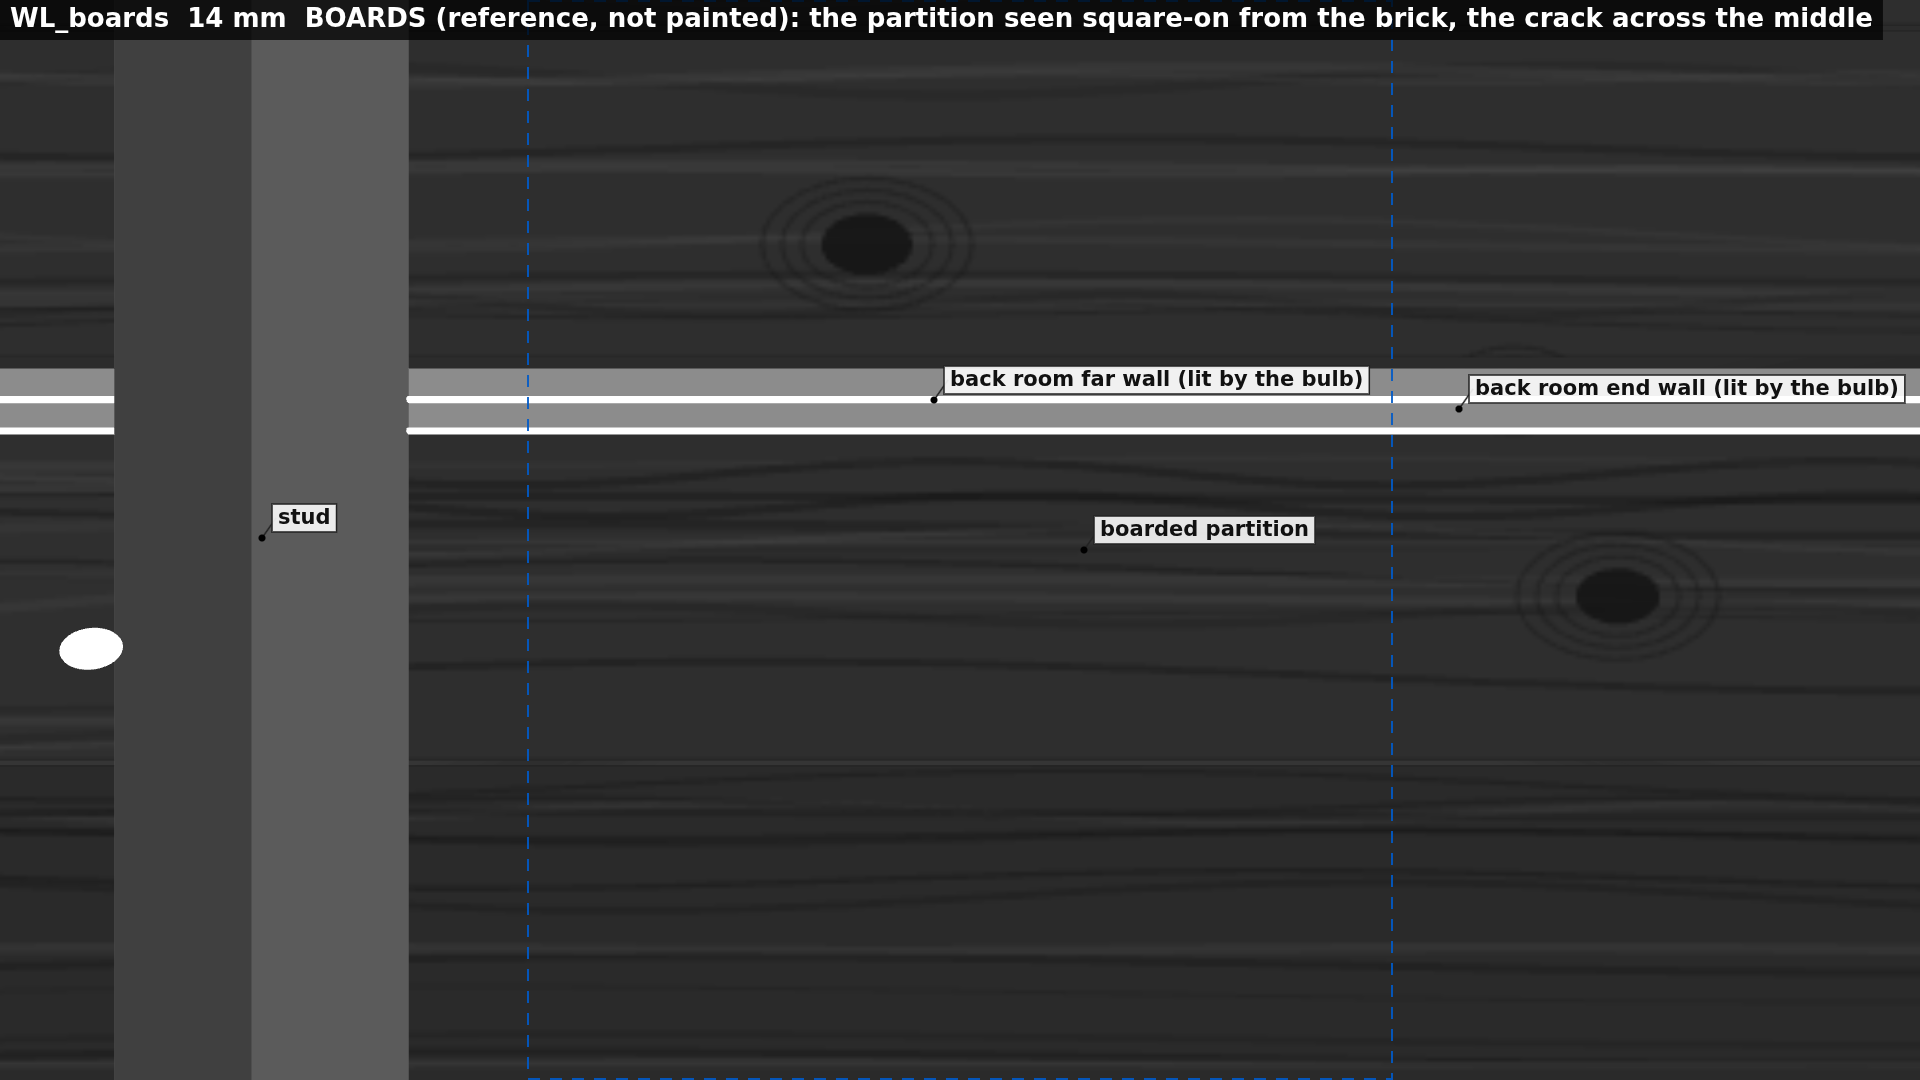 WL_boards 14 mm BOARDS (reference, not painted): the partition seen square-on from the brick, the crack across the middle
back room far wall (lit by the bulb)
back room end wall (lit by the bulb)
stud
boarded partition